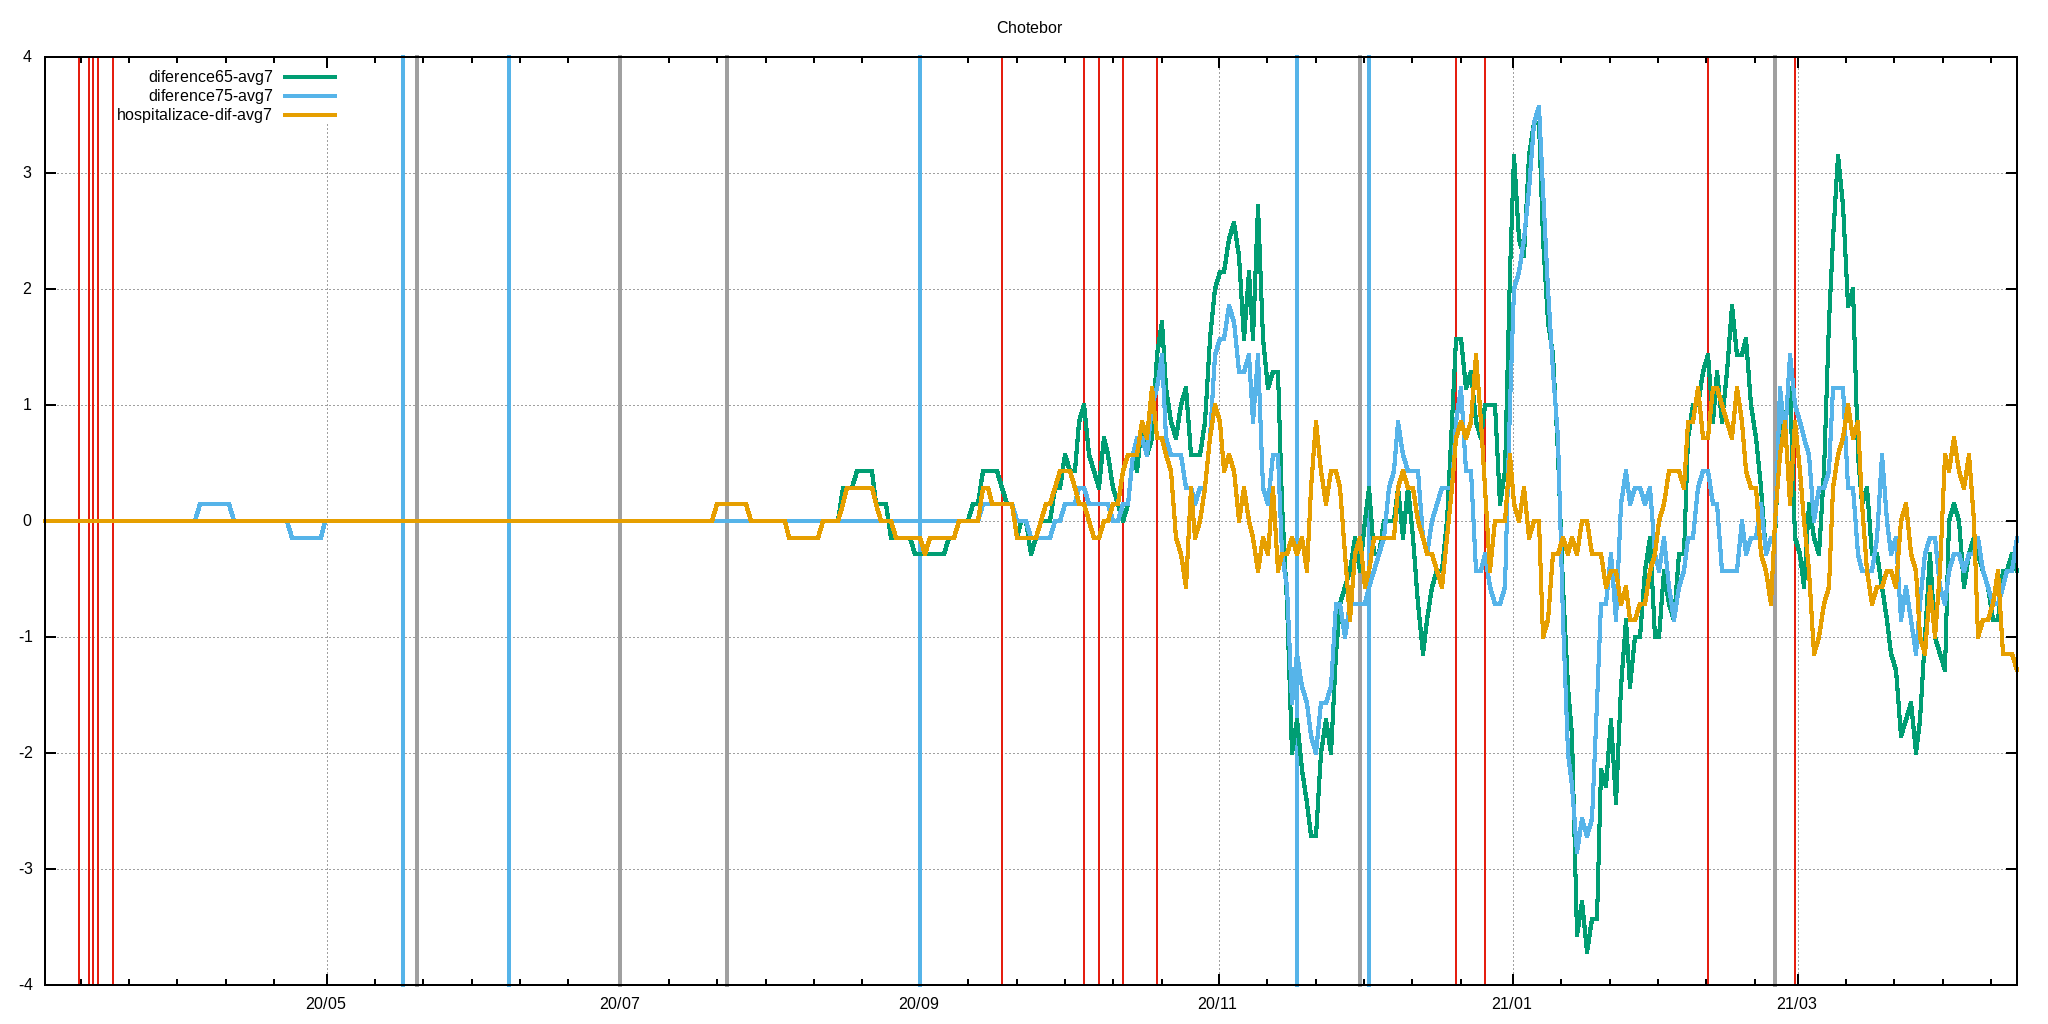 Chotebor
diference65-avg7
diference75-avg7
hospitalizace-dif-avg7
4
3
2
1
0
-1
-2
-3
-4
20/05 20/07 20/09 20/11 21/01 21/03